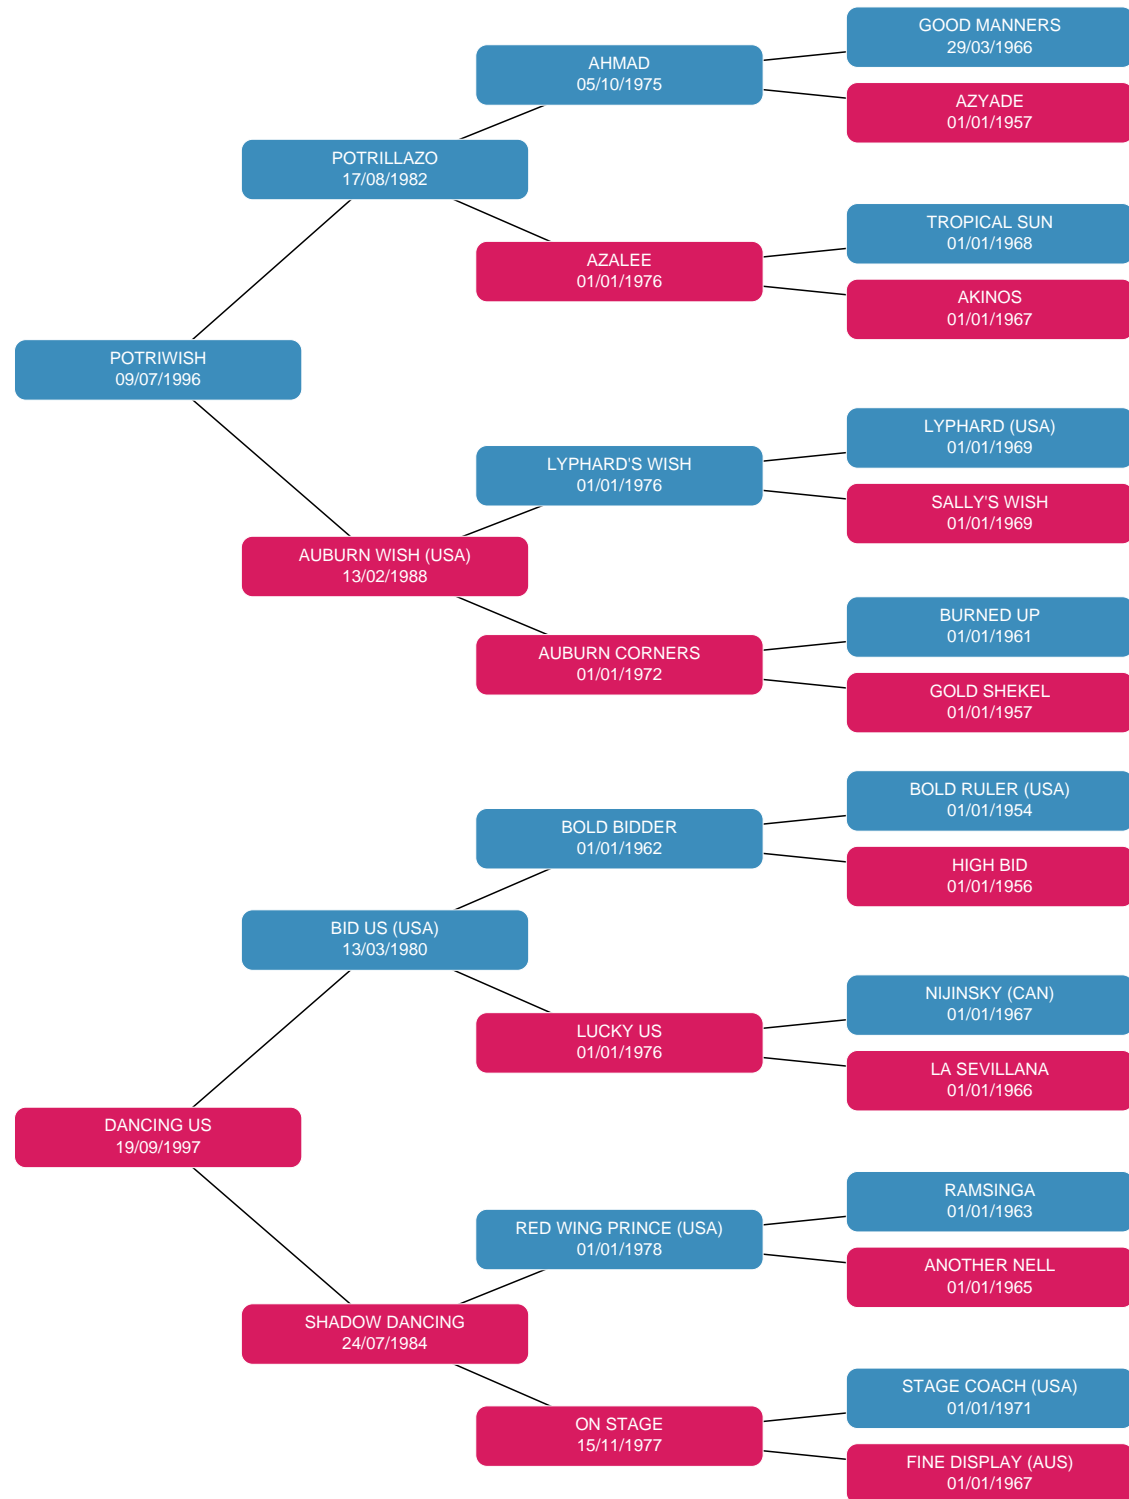 GOOD MANNERS
29/03/1966
AHMAD
05/10/1975
AZYADE
01/01/1957
POTRILLAZO
17/08/1982
TROPICAL SUN
01/01/1968
AZALEE
01/01/1976
AKINOS
01/01/1967
POTRIWISH
09/07/1996
LYPHARD (USA)
01/01/1969
LYPHARD'S WISH
01/01/1976
SALLY'S WISH
01/01/1969
AUBURN WISH (USA)
13/02/1988
BURNED UP
01/01/1961
AUBURN CORNERS
01/01/1972
GOLD SHEKEL
01/01/1957
BOLD RULER (USA)
01/01/1954
BOLD BIDDER
01/01/1962
HIGH BID
01/01/1956
BID US (USA)
13/03/1980
NIJINSKY (CAN)
01/01/1967
LUCKY US
01/01/1976
LA SEVILLANA
01/01/1966
DANCING US
19/09/1997
RAMSINGA
01/01/1963
RED WING PRINCE (USA)
01/01/1978
ANOTHER NELL
01/01/1965
SHADOW DANCING
24/07/1984
STAGE COACH (USA)
01/01/1971
ON STAGE
15/11/1977
FINE DISPLAY (AUS)
01/01/1967